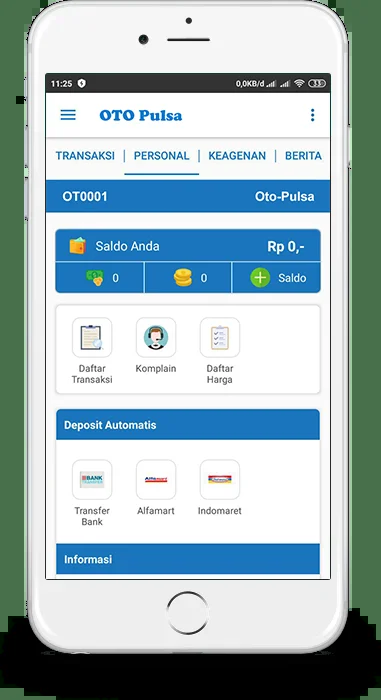 11:25 0,0KB/d 33
OTO Pulsa
TRANSAKSI | PERSONAL | KEAGENAN | BERITA
OT0001 Oto-Pulsa
Saldo Anda Rp 0,-
0 0 Saldo
Daftar Transaksi
Komplain
Daftar Harga
Deposit Automatis
BANK
Alfamart
Indomaret
Transfer Bank
Alfamart
Indomaret
Informasi